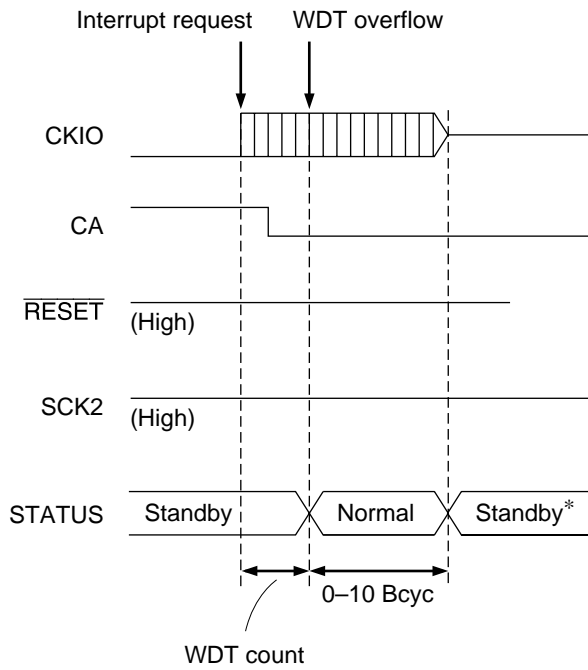 Interrupt request WDT overflow
CKIO
CA
RESET
(High)
SCK2
(High)
STATUS Standby Normal Standby*
0–10 Bcyc
WDT count